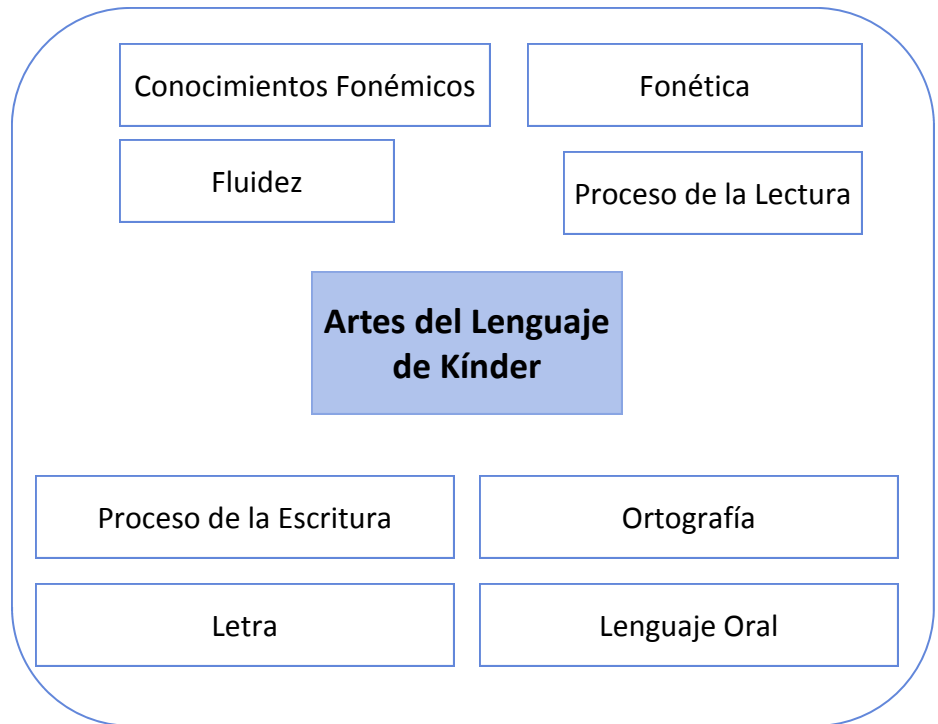 Conocimientos Fonémicos
Fonética
Fluidez
Proceso de la Lectura
Artes del Lenguaje
de Kínder
Proceso de la Escritura
Ortografía
Letra
Lenguaje Oral